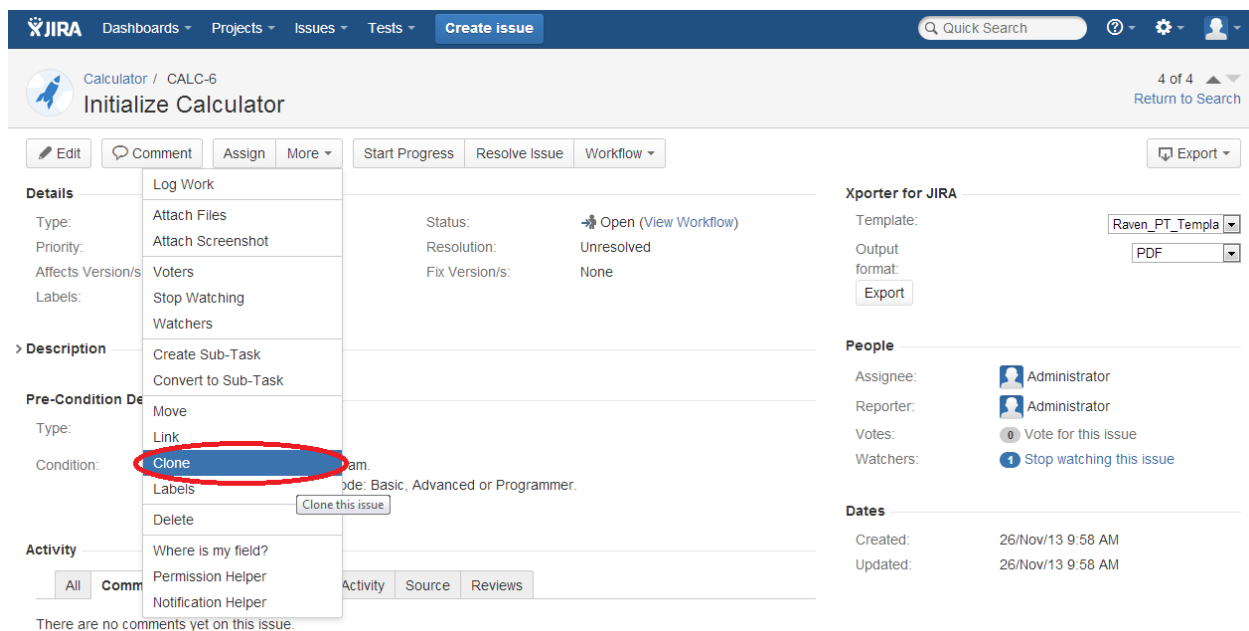 JIRA Dashboards Projects Issues Tests Create issue Quick Search
Calculator / CALC-6
Initialize Calculator
4 of 4
Return to Search
Edit Comment Assign More Start Progress Resolve Issue Workflow Export
Details
Type:
Priority:
Affects Version/s
Labels:
Status: Open (View Workflow)
Resolution: Unresolved
Fix Version/s: None
Log Work
Attach Files
Attach Screenshot
Voters
Stop Watching
Watchers
Create Sub-Task
Convert to Sub-Task
Move
Link
Clone
Labels
Delete
Where is my field?
Permission Helper
Notification Helper
Clone this issue
Description
Pre-Condition De
Type:
Condition: am.
ode: Basic, Advanced or Programmer.
Activity
All Comm Activity Source Reviews
There are no comments yet on this issue.
Xporter for JIRA
Template: Raven_PT_Templa
Output
format:
PDF
Export
People
Assignee: Administrator
Reporter: Administrator
Votes: 0 Vote for this issue
Watchers: 1 Stop watching this issue
Dates
Created: 26/Nov/13 9:58 AM
Updated: 26/Nov/13 9:58 AM